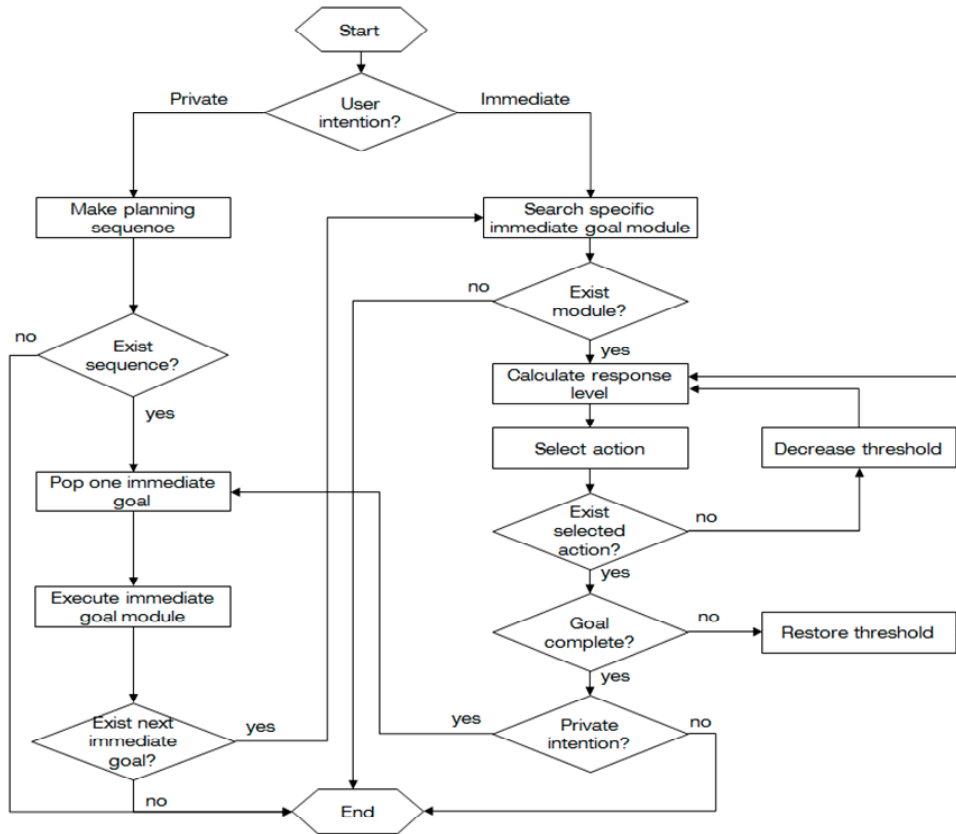 Start
Private
User
intention?
Immediate
Make planning
sequence
Search specific
immediate goal module
no
Exist
module?
no
Exist
sequence?
yes
Calculate response
level
yes
Select action
Decrease threshold
Pop one immediate
goal
Exist
selected
action?
no
yes
Execute immediate
goal module
Goal
complete?
no
Restore threshold
yes
Exist next
immediate
goal?
yes
yes
Private
intention?
no
no
End